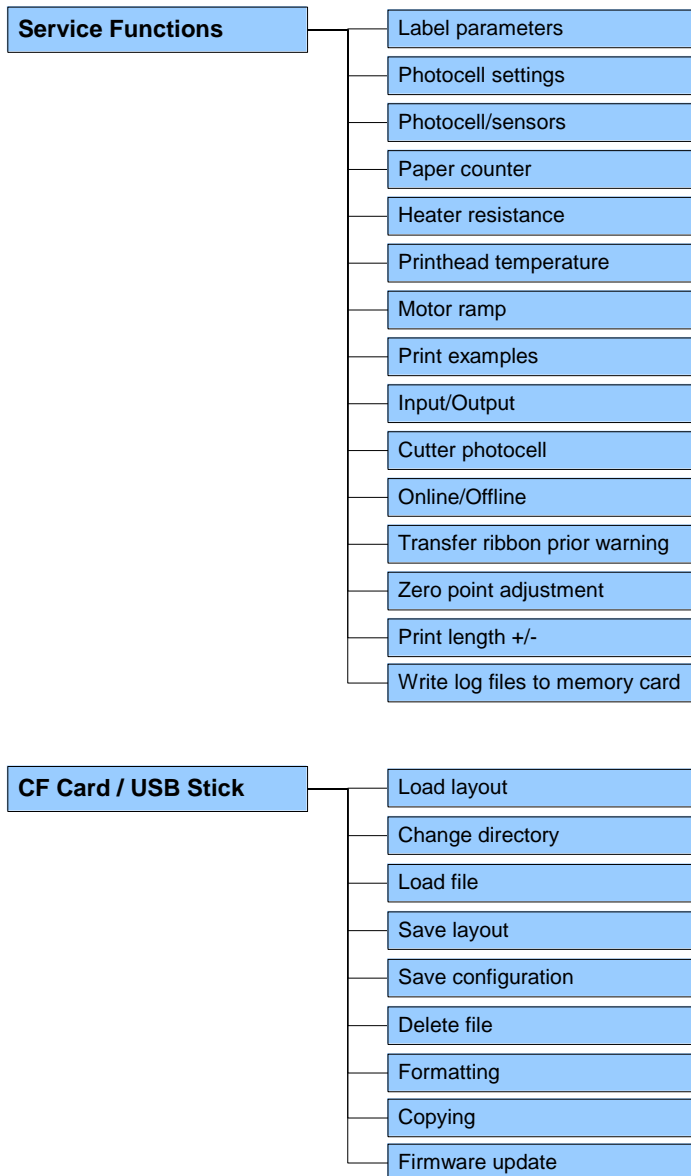 Service Functions
Label parameters
Photocell settings
Photocell/sensors
Paper counter
Heater resistance
Printhead temperature
Motor ramp
Print examples
Input/Output
Cutter photocell
Online/Offline
Transfer ribbon prior warning
Zero point adjustment
Print length +/-
Write log files to memory card
CF Card / USB Stick
Load layout
Change directory
Load file
Save layout
Save configuration
Delete file
Formatting
Copying
Firmware update